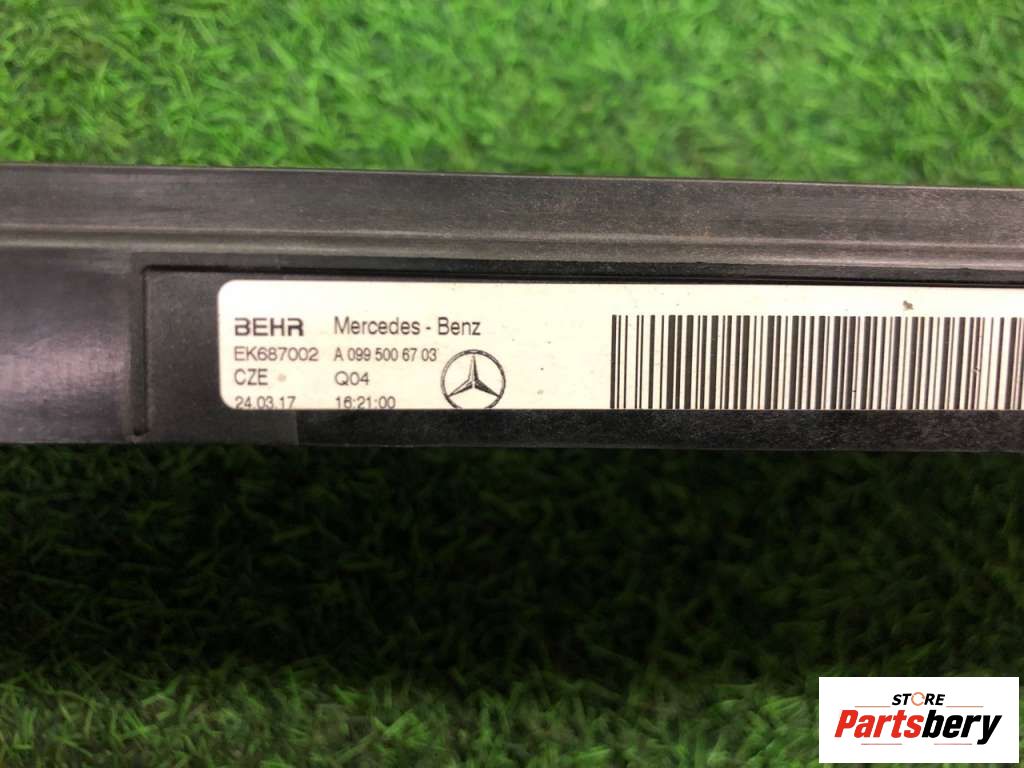 BEHR Mercedes - Benz
EK687002 A 099 500 67 03
CZE Q04
24.03.17 16:21:00
STORE
Partsbery